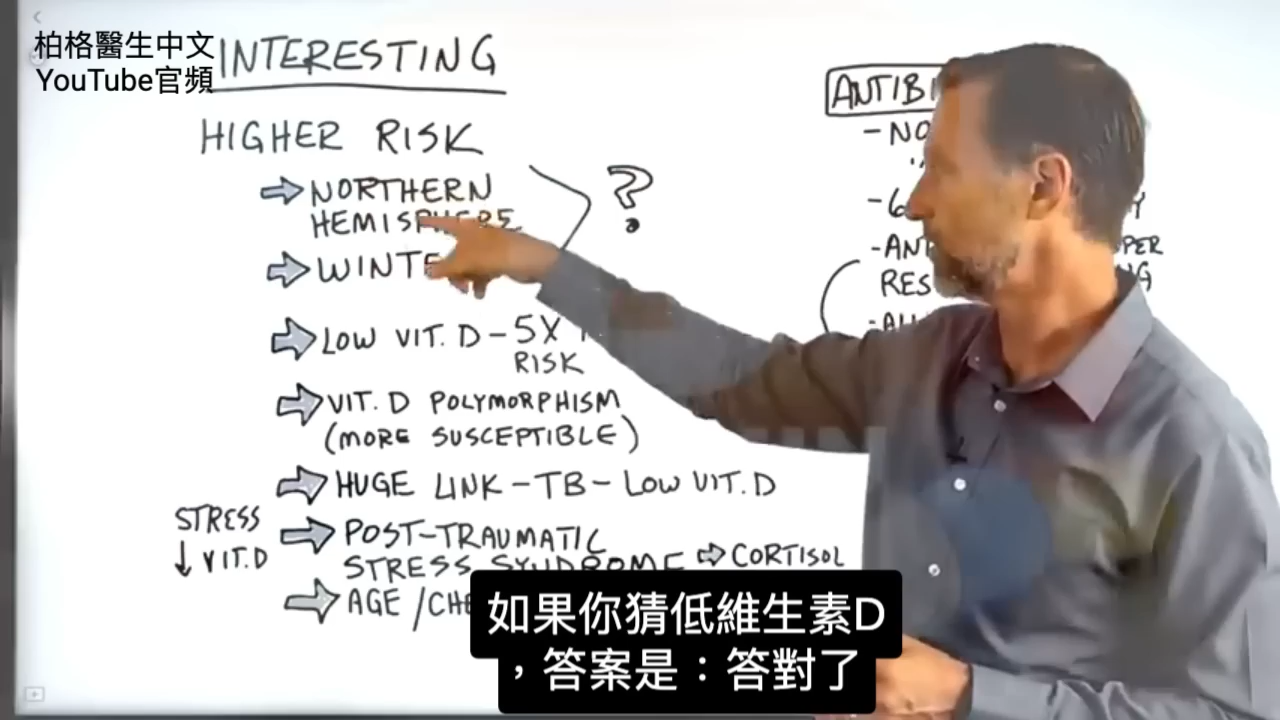 柏格醫生中文
YouTube官頻
INTERESTING
HIGHER RISK
NORTHERN
HEMISPHERE
?
LOW VIT. D - 5X
RISK
VIT. D POLYMORPHISM
(MORE SUSCEPTIBLE)
HUGE LINK - TB - LOW VIT. D
STRESS
↓ VIT. D
POST-TRAUMATIC
STRESS SYNDROME ⇨ CORTISOL
AGE /
- NO
RES
如果你猜低維生素D
，答案是：答對了